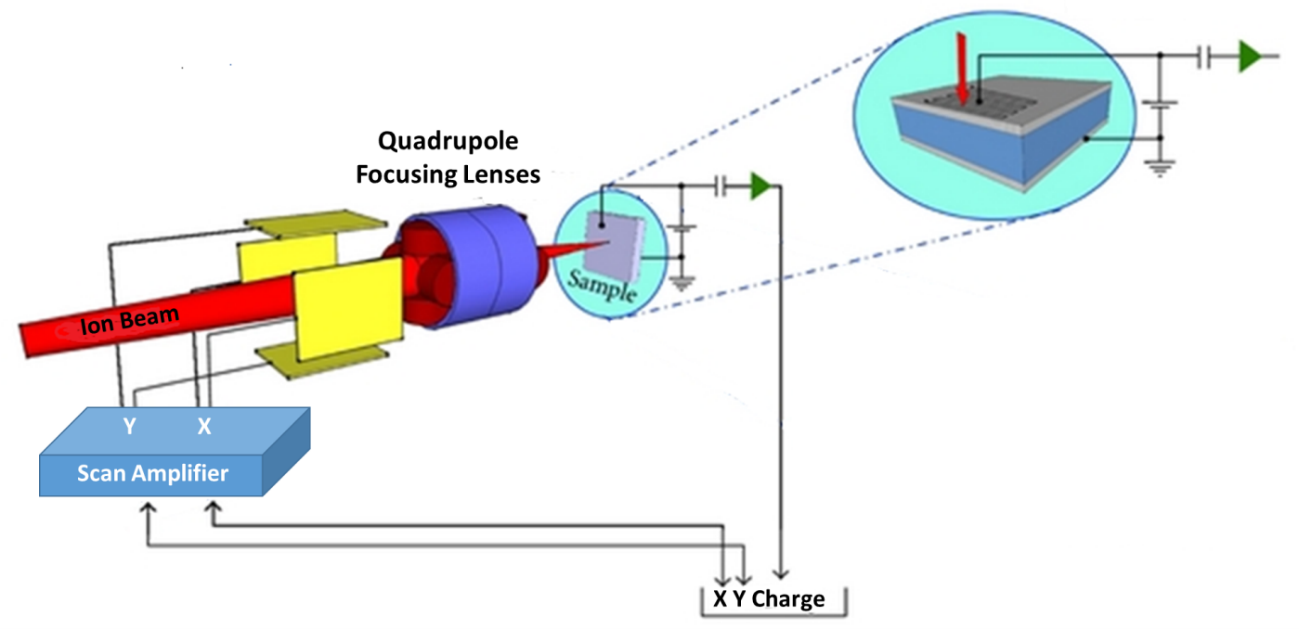 Quadrupole
Focusing Lenses
Sample
Ion Beam
Y X
Scan Amplifier
X Y Charge